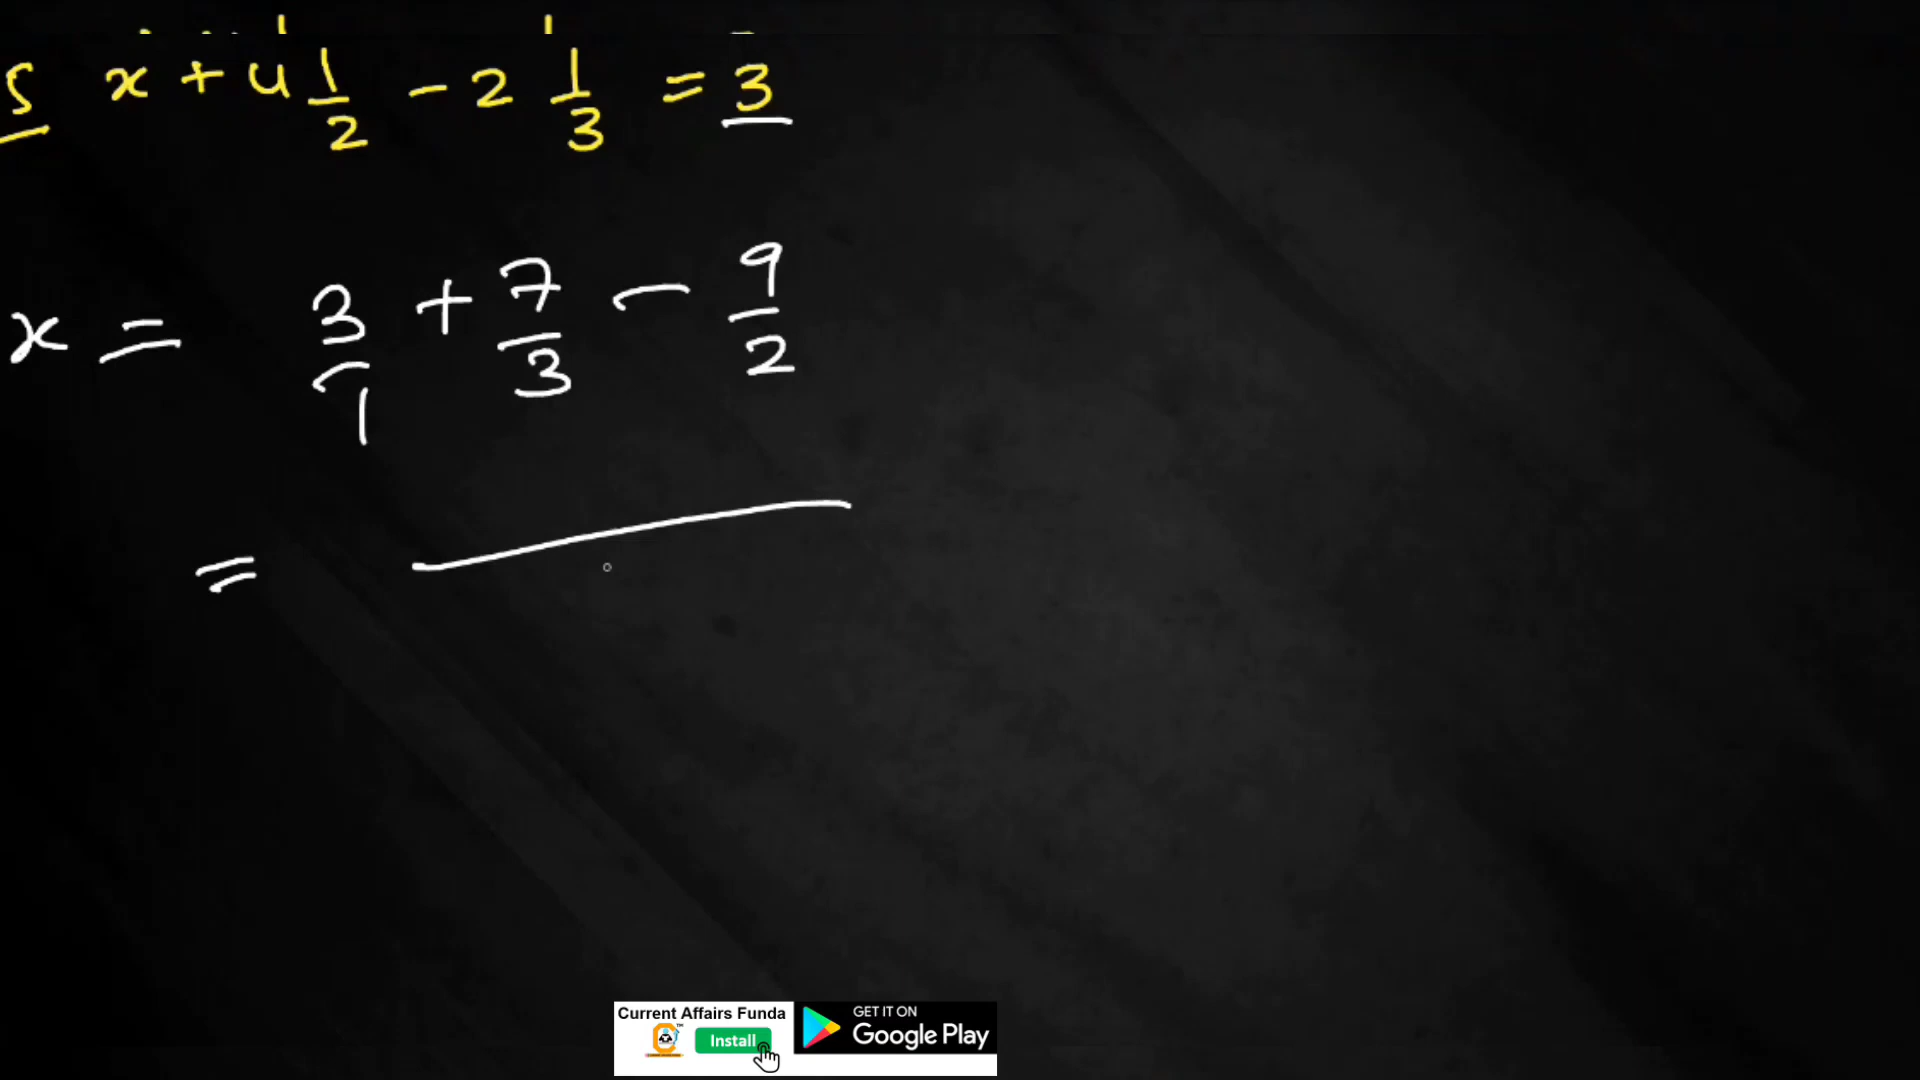 5 x + 4 1/2 - 2 1/3 = 3
x = 3/1 + 7/3 - 9/2
=
Current Affairs Funda
Install
GET IT ON
Google Play